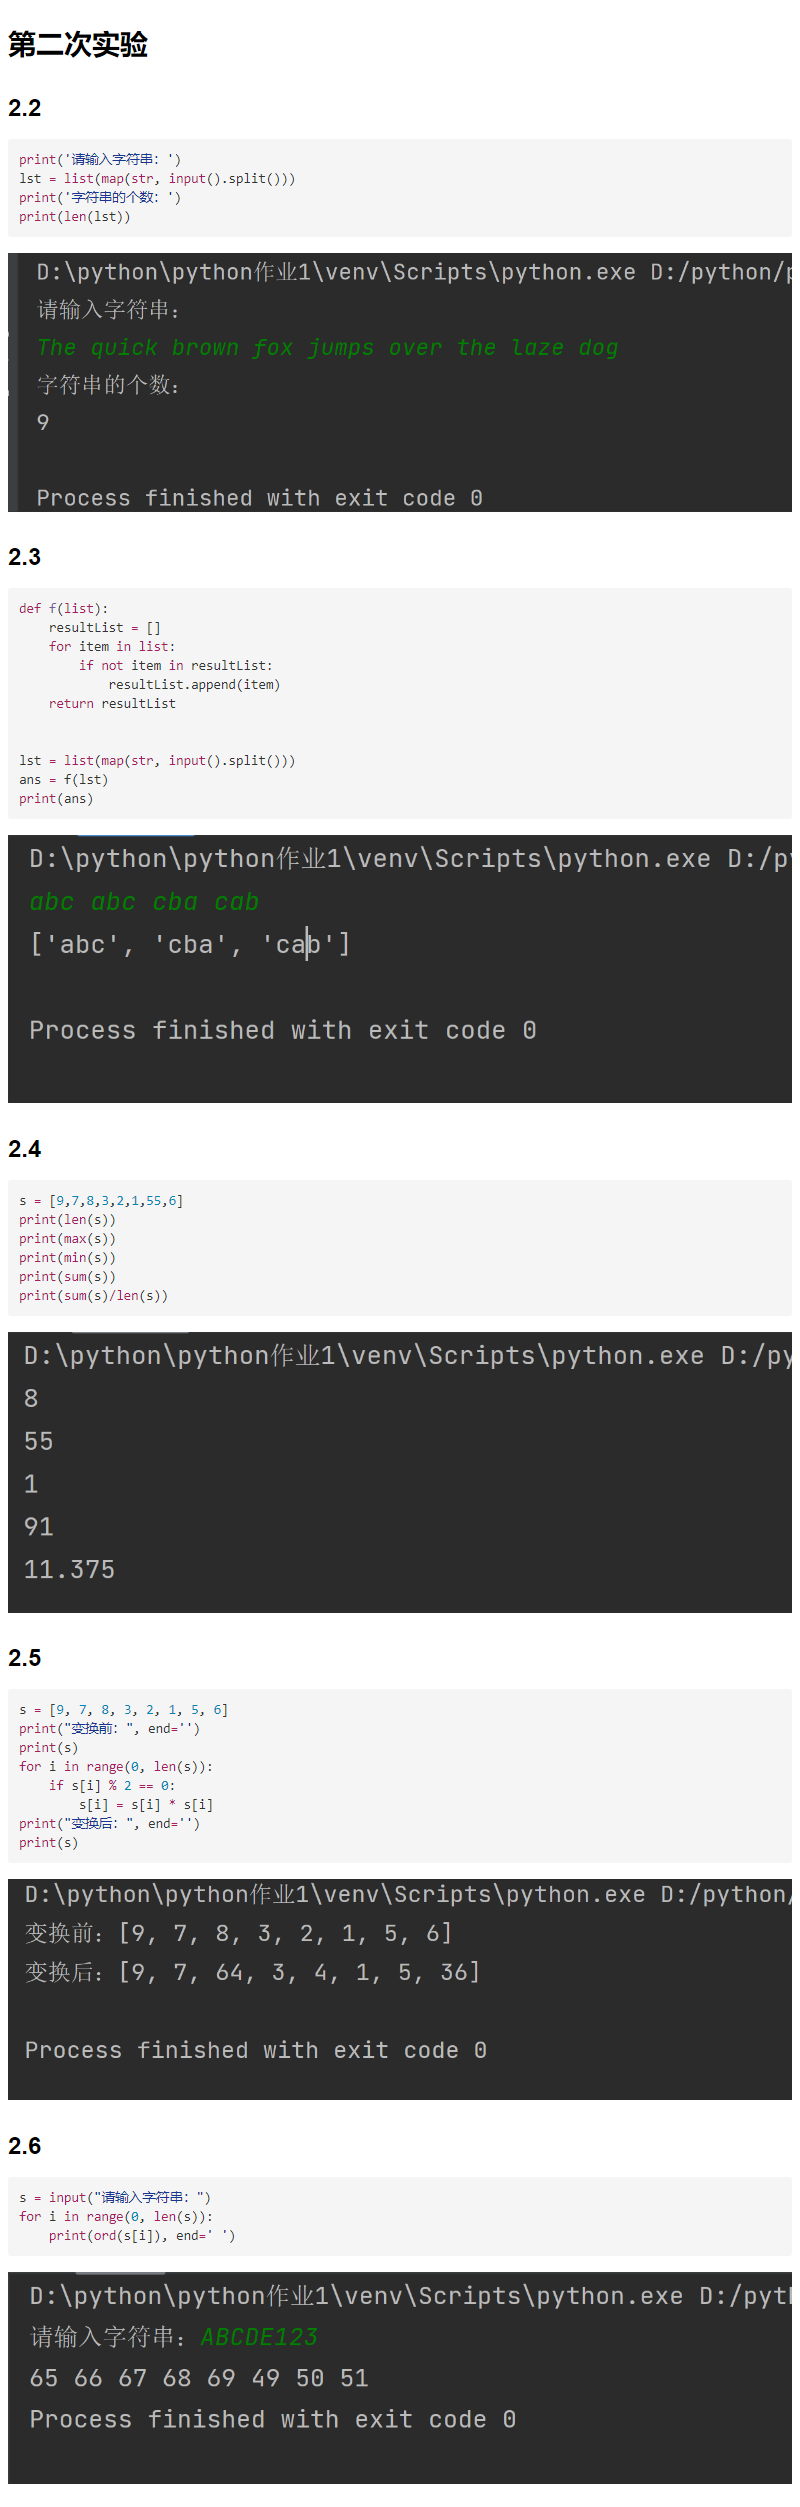 第二次实验
2.2
print('请输入字符串：')
lst = list(map(str, input().split()))
print('字符串的个数：')
print(len(lst))
D:\python\python作业1\venv\Scripts\python.exe D:/python/p
请输入字符串：
The quick brown fox jumps over the laze dog
字符串的个数：
9
Process finished with exit code 0
2.3
def f(list):
    resultList = []
    for item in list:
        if not item in resultList:
            resultList.append(item)
    return resultList
lst = list(map(str, input().split()))
ans = f(lst)
print(ans)
D:\python\python作业1\venv\Scripts\python.exe D:/py
abc abc cba cab
['abc', 'cba', 'cab']
Process finished with exit code 0
2.4
s = [9,7,8,3,2,1,55,6]
print(len(s))
print(max(s))
print(min(s))
print(sum(s))
print(sum(s)/len(s))
D:\python\python作业1\venv\Scripts\python.exe D:/py
8
55
1
91
11.375
2.5
s = [9, 7, 8, 3, 2, 1, 5, 6]
print("变换前：", end='')
print(s)
for i in range(0, len(s)):
    if s[i] % 2 == 0:
        s[i] = s[i] * s[i]
print("变换后：", end='')
print(s)
D:\python\python作业1\venv\Scripts\python.exe D:/python/
变换前：[9, 7, 8, 3, 2, 1, 5, 6]
变换后：[9, 7, 64, 3, 4, 1, 5, 36]
Process finished with exit code 0
2.6
s = input("请输入字符串：")
for i in range(0, len(s)):
    print(ord(s[i]), end=' ')
D:\python\python作业1\venv\Scripts\python.exe D:/pyth
请输入字符串：ABCDE123
65 66 67 68 69 49 50 51
Process finished with exit code 0